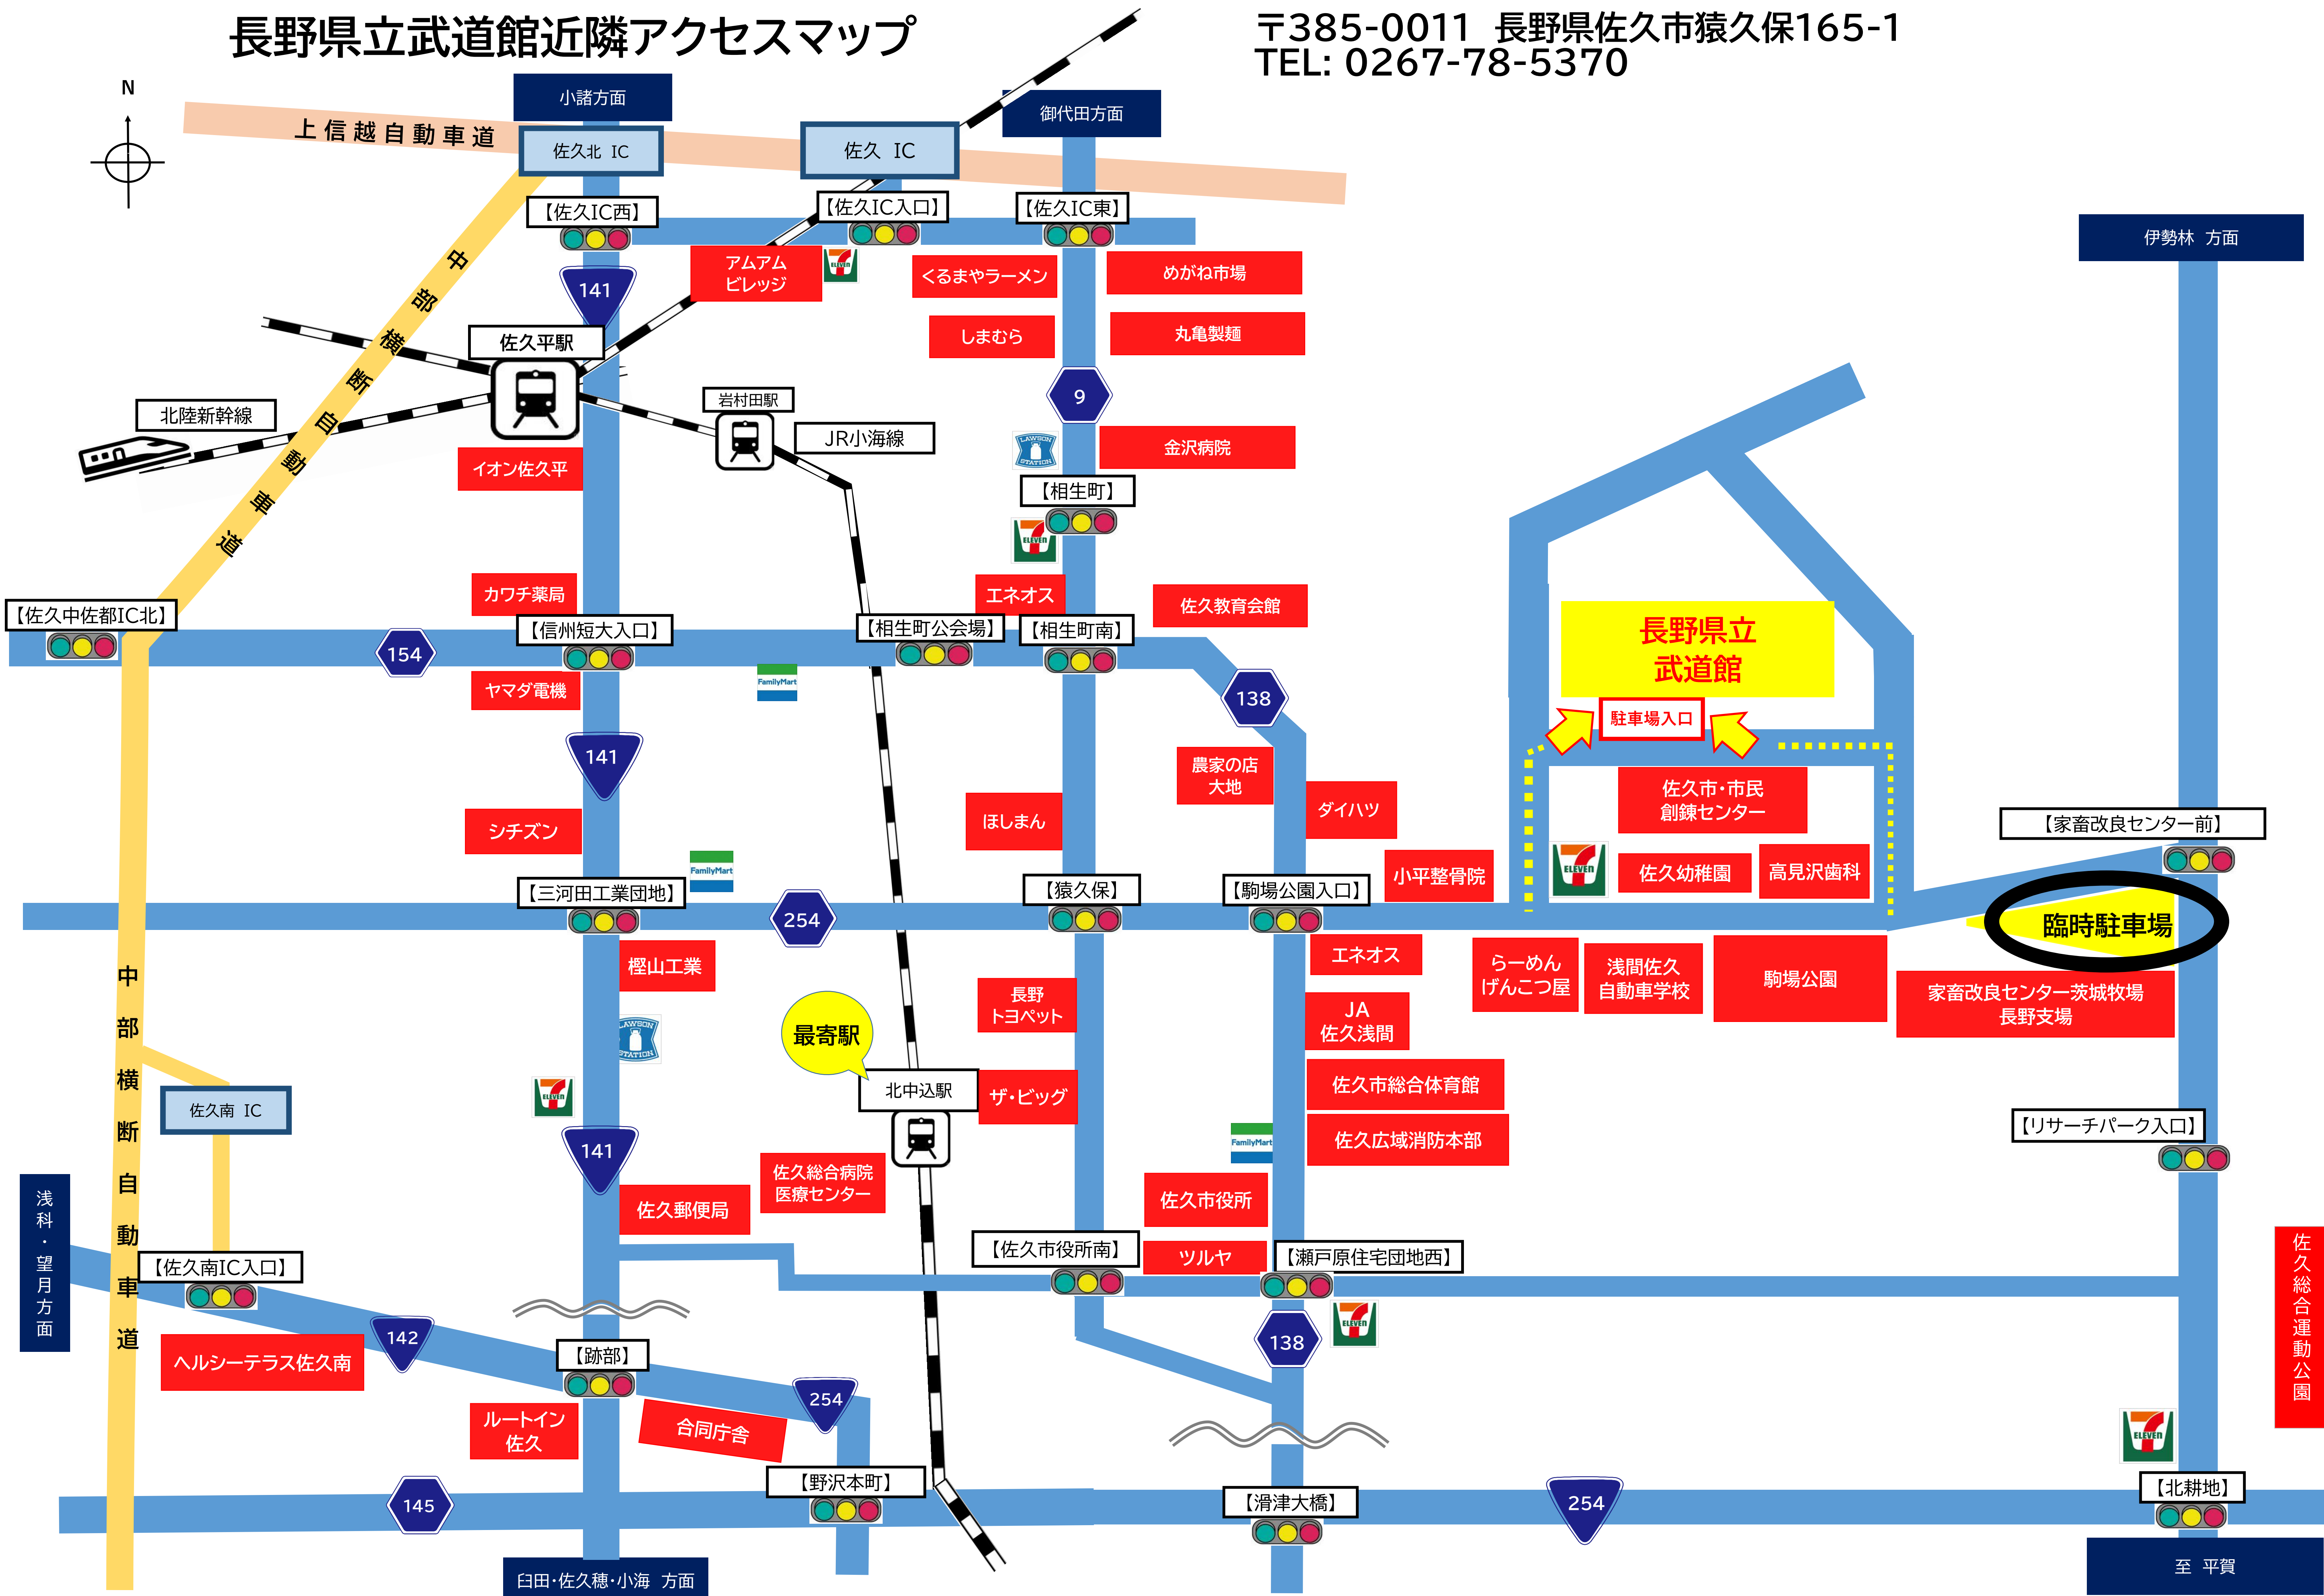 長野県立武道館近隣アクセスマップ
〒385-0011 長野県佐久市猿久保165-1
TEL: 0267-78-5370
N
小諸方面
御代田方面
上信越自動車道
佐久北 IC
佐久 IC
【佐久IC西】
【佐久IC入口】
【佐久IC東】
伊勢林 方面
中部横断自動車道
141
アムアム
ビレッジ
ELEVEN
くるまやラーメン
めがね市場
しまむら
丸亀製麺
佐久平駅
北陸新幹線
岩村田駅
JR小海線
9
イオン佐久平
LAWSON
STATION
金沢病院
【相生町】
ELEVEN
カワチ薬局
エネオス
佐久教育会館
【佐久中佐都IC北】
154
【信州短大入口】
【相生町公会場】
【相生町南】
長野県立
武道館
駐車場入口
ヤマダ電機
FamilyMart
138
141
農家の店
大地
ダイハツ
佐久市・市民
創錬センター
シチズン
ほしまん
【家畜改良センター前】
FamilyMart
小平整骨院
ELEVEN
佐久幼稚園
高見沢歯科
【三河田工業団地】
254
【猿久保】
【駒場公園入口】
臨時駐車場
樫山工業
エネオス
らーめん
げんこつ屋
浅間佐久
自動車学校
駒場公園
家畜改良センター茨城牧場
長野支場
中部横断自動車道
LAWSON
STATION
最寄駅
長野
トヨペット
JA
佐久浅間
佐久南 IC
ELEVEN
北中込駅
ザ・ビッグ
佐久市総合体育館
FamilyMart
佐久広域消防本部
【リサーチパーク入口】
141
浅科・望月方面
佐久郵便局
佐久総合病院
医療センター
佐久市役所
【佐久南IC入口】
【佐久市役所南】
ツルヤ
【瀬戸原住宅団地西】
佐久総合運動公園
142
ヘルシーテラス佐久南
【跡部】
138
ELEVEN
254
ルートイン
佐久
合同庁舎
ELEVEN
145
【野沢本町】
【滑津大橋】
254
【北耕地】
臼田・佐久穂・小海 方面
至 平賀